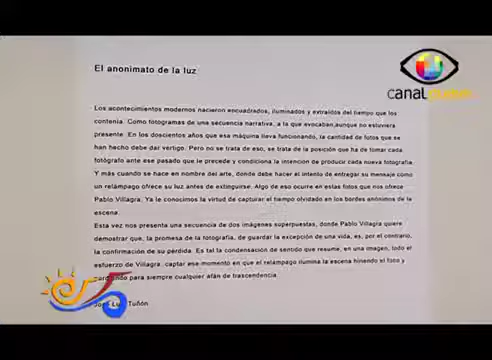 El anonimato de la luz
Los acontecimientos modernos nacieron encuadrados, iluminados y extraídos del tiempo que los
contenía. Como fotogramas de una secuencia narrativa, a la que evocaban aunque no estuviera
presente. En los doscientos años que esa máquina lleva funcionando, la cantidad de fotos que se
han hecho debe dar vértigo. Pero no se trata de eso, se trata de la posición que ha de tomar cada
fotógrafo ante ese pasado que le precede y condiciona la intención de producir cada nueva fotografía.
Y más cuando se hace en nombre del arte, donde debe hacer el intento de entregar su mensaje como
un relámpago ofrece su luz antes de extinguirse. Algo de eso ocurre en estas fotos que nos ofrece
Pablo Villagra. Ya le conocimos la virtud de capturar el tiempo olvidado en los bordes anónimos de la
escena.
Esta vez nos presenta una secuencia de dos imágenes superpuestas, donde Pablo Villagra quiere
demostrar que, la promesa de la fotografía, de guardar la excepción de una vida, es, por el contrario,
la confirmación de su pérdida. Es tan la condensación de sentido que resume, en una imagen, todo el
esfuerzo de Villagra, captar ese momento en que el relámpago ilumina la escena hiriendo el foco y
para siempre cualquier afán de trascendencia.
Tuñón
canal